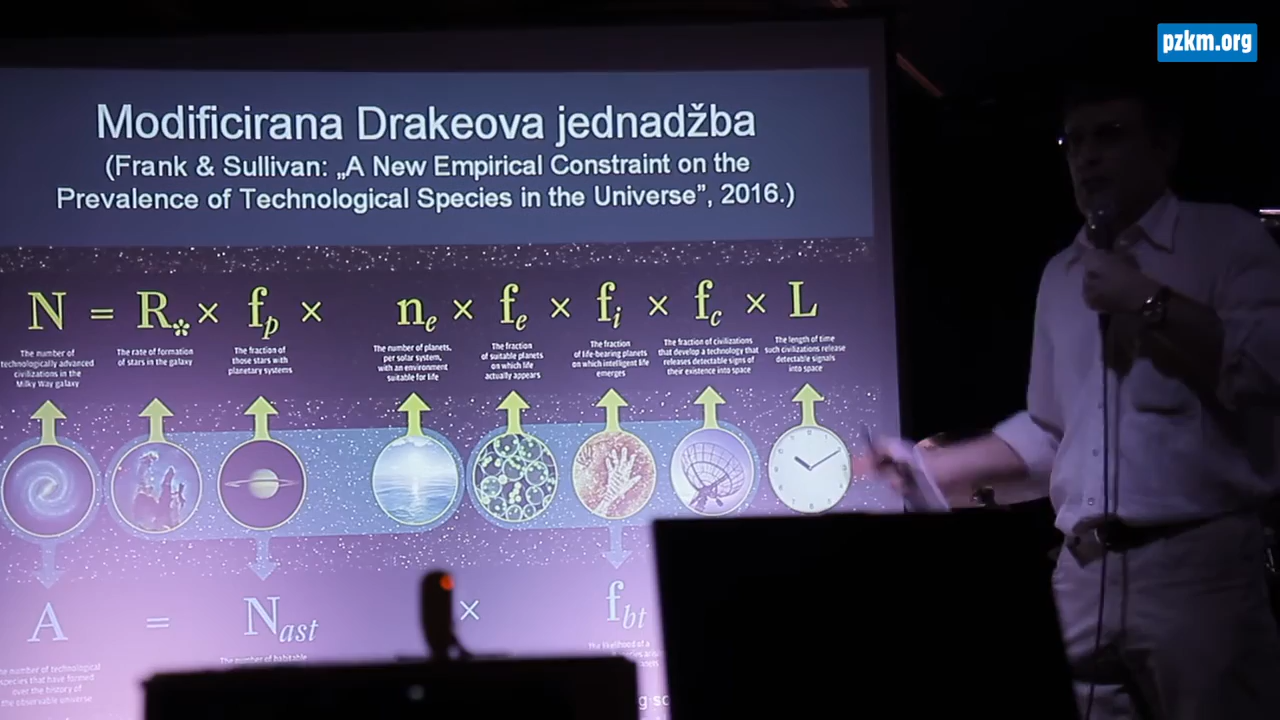 pzkm.org
Modificirana Drakeova jednadžba
(Frank & Sullivan: „A New Empirical Constraint on the
Prevalence of Technological Species in the Universe”, 2016.)
N = R* × fp × ne × fe × fi × fc × L
The number of
technologically advanced
civilizations in the
Milky Way galaxy
The rate of formation
of stars in the galaxy
The fraction of
those stars with
planetary systems
The number of planets,
per solar system,
with an environment
suitable for life
The fraction
of suitable planets
on which life
actually appears
The fraction
of life-bearing planets
on which intelligent life
emerges
The fraction of civilizations
that develop a technology that
releases detectable signs of
their existence into space
The length of time
such civilizations release
detectable signals
into space
A = Nast × fbt
The number of technological
species that have formed
over the history of
the observable universe
The number of habitable
The likelihood of a